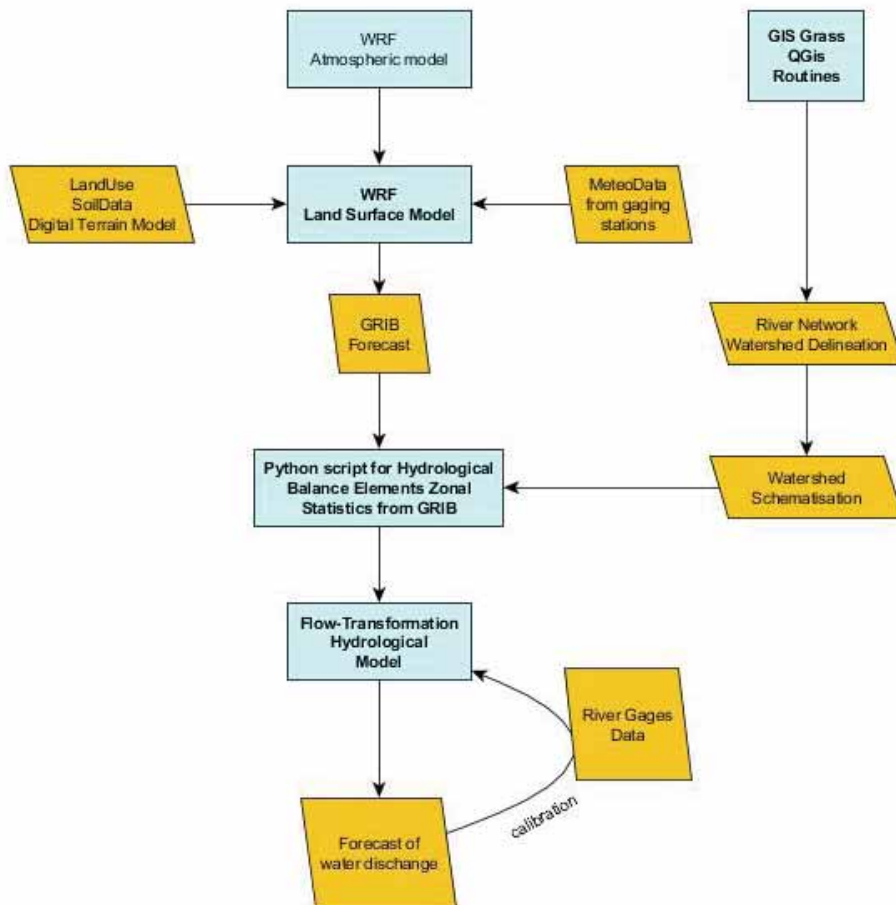 WRF
Atmospheric model
GIS Grass
QGis
Routines
LandUse
SoilData
Digital Terrain Model
WRF
Land Surface Model
MeteoData
from gaging
stations
GRIB
Forecast
River Network
Watershed Delineation
Python script for Hydrological
Balance Elements Zonal
Statistics from GRIB
Watershed
Schematisation
Flow-Transformation
Hydrological
Model
River Gages
Data
calibration
Forecast of
water dischange